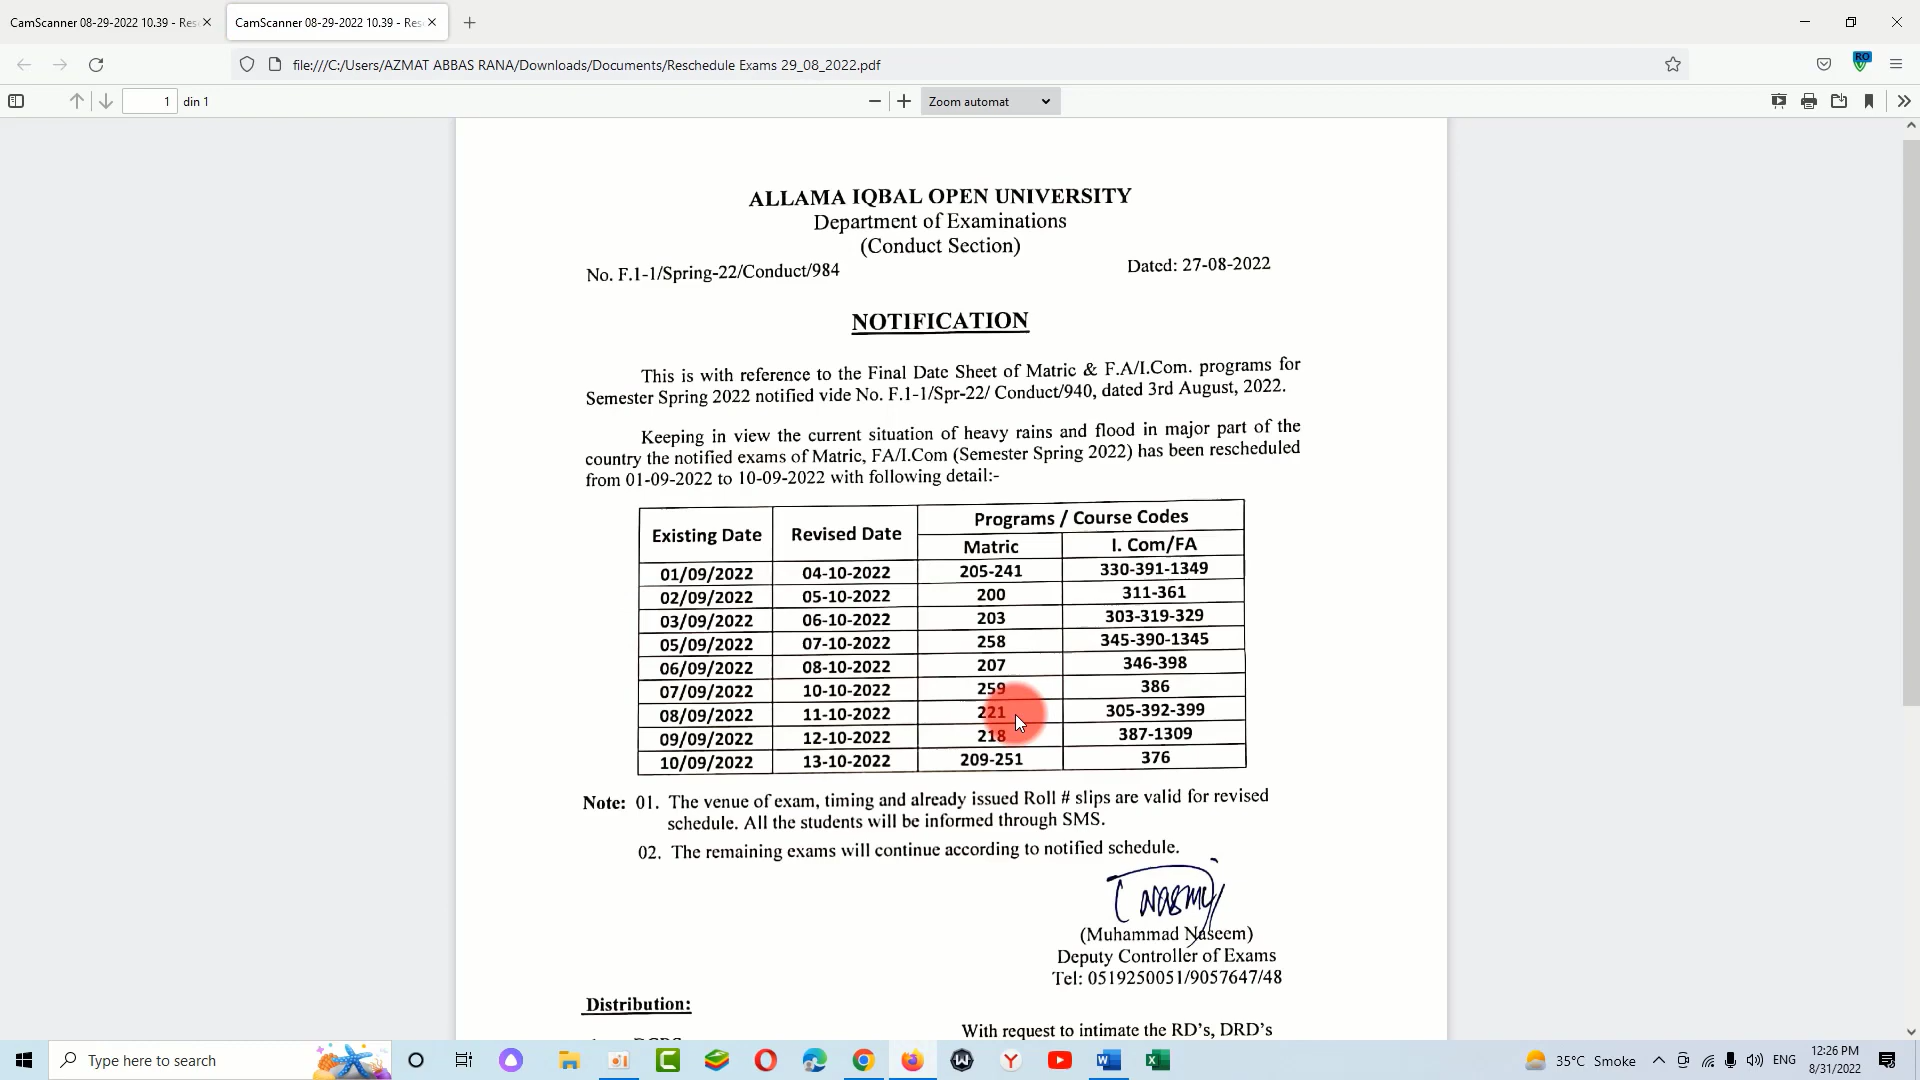 CamScanner 08-29-2022 10.39 - Res
CamScanner 08-29-2022 10.39 - Res
file:///C:/Users/AZMAT ABBAS RANA/Downloads/Documents/Reschedule Exams 29_08_2022.pdf
RO
1 din 1
Zoom automat
ALLAMA IQBAL OPEN UNIVERSITY
Department of Examinations
(Conduct Section)
No. F.1-1/Spring-22/Conduct/984 Dated: 27-08-2022
NOTIFICATION
This is with reference to the Final Date Sheet of Matric & F.A/I.Com. programs for
Semester Spring 2022 notified vide No. F.1-1/Spr-22/ Conduct/940, dated 3rd August, 2022.
Keeping in view the current situation of heavy rains and flood in major part of the
country the notified exams of Matric, FA/I.Com (Semester Spring 2022) has been rescheduled
from 01-09-2022 to 10-09-2022 with following detail:-
Existing Date Revised Date Programs / Course Codes
Matric I. Com/FA
01/09/2022 04-10-2022 205-241 330-391-1349
02/09/2022 05-10-2022 200 311-361
03/09/2022 06-10-2022 203 303-319-329
05/09/2022 07-10-2022 258 345-390-1345
06/09/2022 08-10-2022 207 346-398
07/09/2022 10-10-2022 259 386
08/09/2022 11-10-2022 221 305-392-399
09/09/2022 12-10-2022 218 387-1309
10/09/2022 13-10-2022 209-251 376
Note: 01. The venue of exam, timing and already issued Roll # slips are valid for revised
schedule. All the students will be informed through SMS.
02. The remaining exams will continue according to notified schedule.
(Muhammad Naseem)
Deputy Controller of Exams
Tel: 0519250051/9057647/48
Distribution:
With request to intimate the RD's, DRD's
Type here to search
35°C Smoke
ENG
12:26 PM
8/31/2022